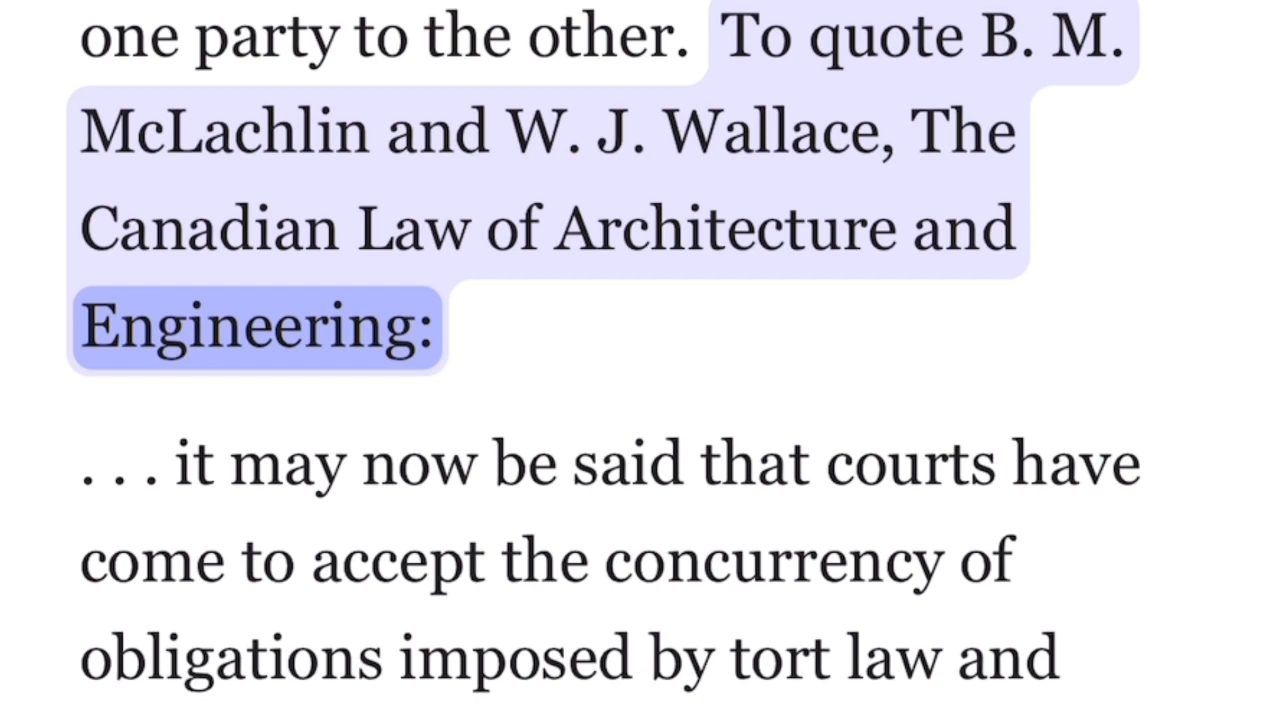 one party to the other. To quote B. M.
McLachlin and W. J. Wallace, The
Canadian Law of Architecture and
Engineering:
. . . it may now be said that courts have
come to accept the concurrency of
obligations imposed by tort law and